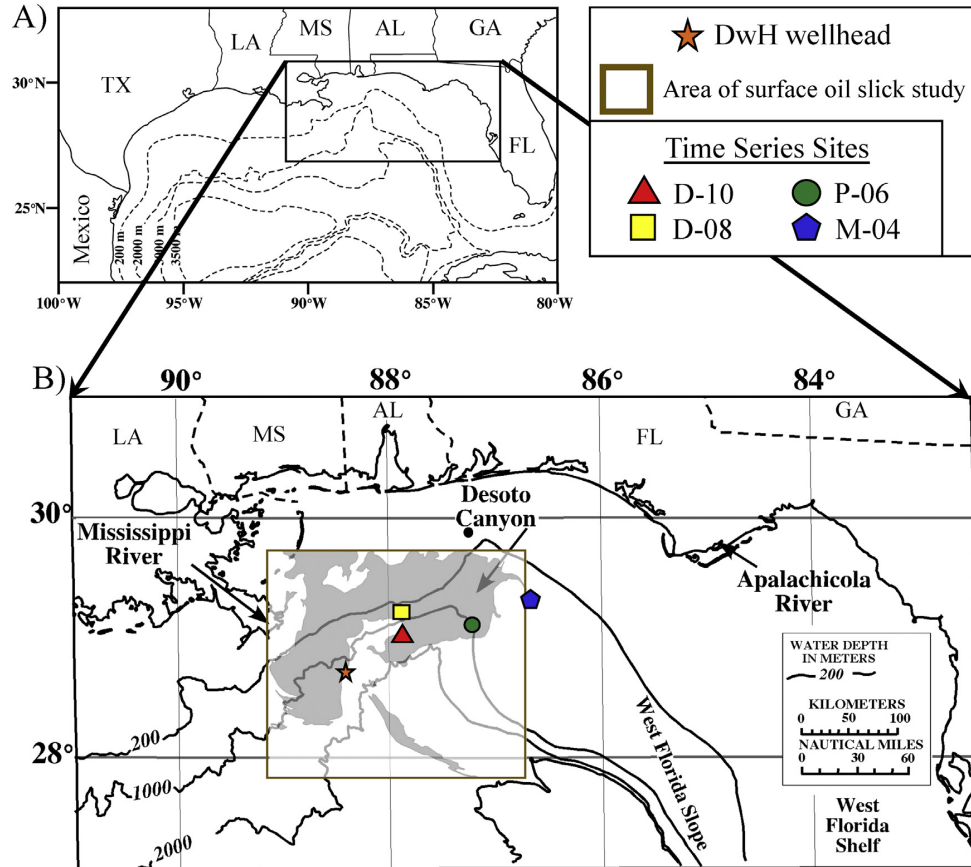 A)
LA
MS
AL
GA
TX
FL
Mexico
30°N
25°N
200 m
2000 m
3500 m
100°W
95°W
90°W
85°W
80°W
DwH wellhead
Area of surface oil slick study
Time Series Sites
D-10
P-06
D-08
M-04
B)
90°
88°
86°
84°
LA
MS
AL
FL
GA
30°
28°
Desoto
Canyon
Mississippi
River
Apalachicola
River
200
1000
2000
West Florida Slope
WATER DEPTH
IN METERS
200
KILOMETERS
0 50 100
NAUTICAL MILES
0 30 60
West
Florida
Shelf